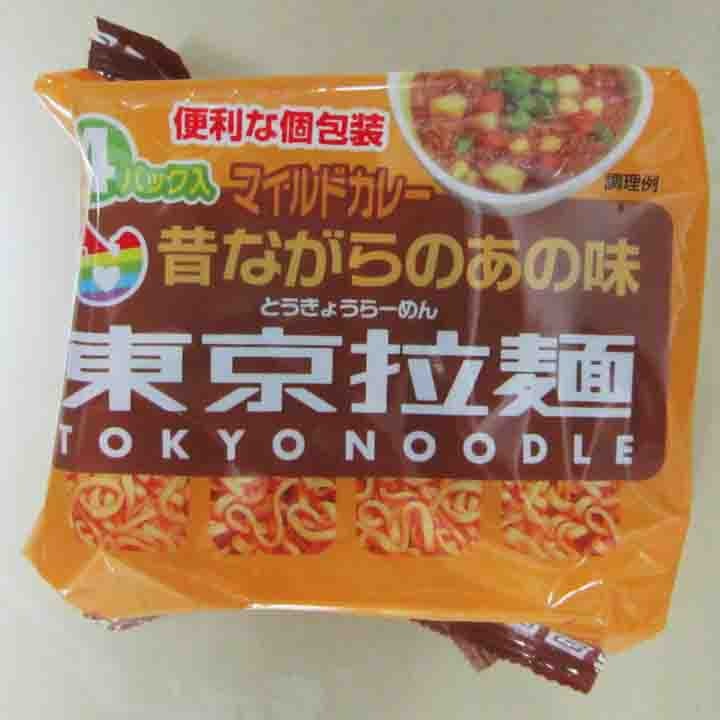 便利な個包装
4パック入
マイルドカレー
調理例
昔ながらのあの味
とうきょうらーめん
東京拉麺
TOKYO NOODLE